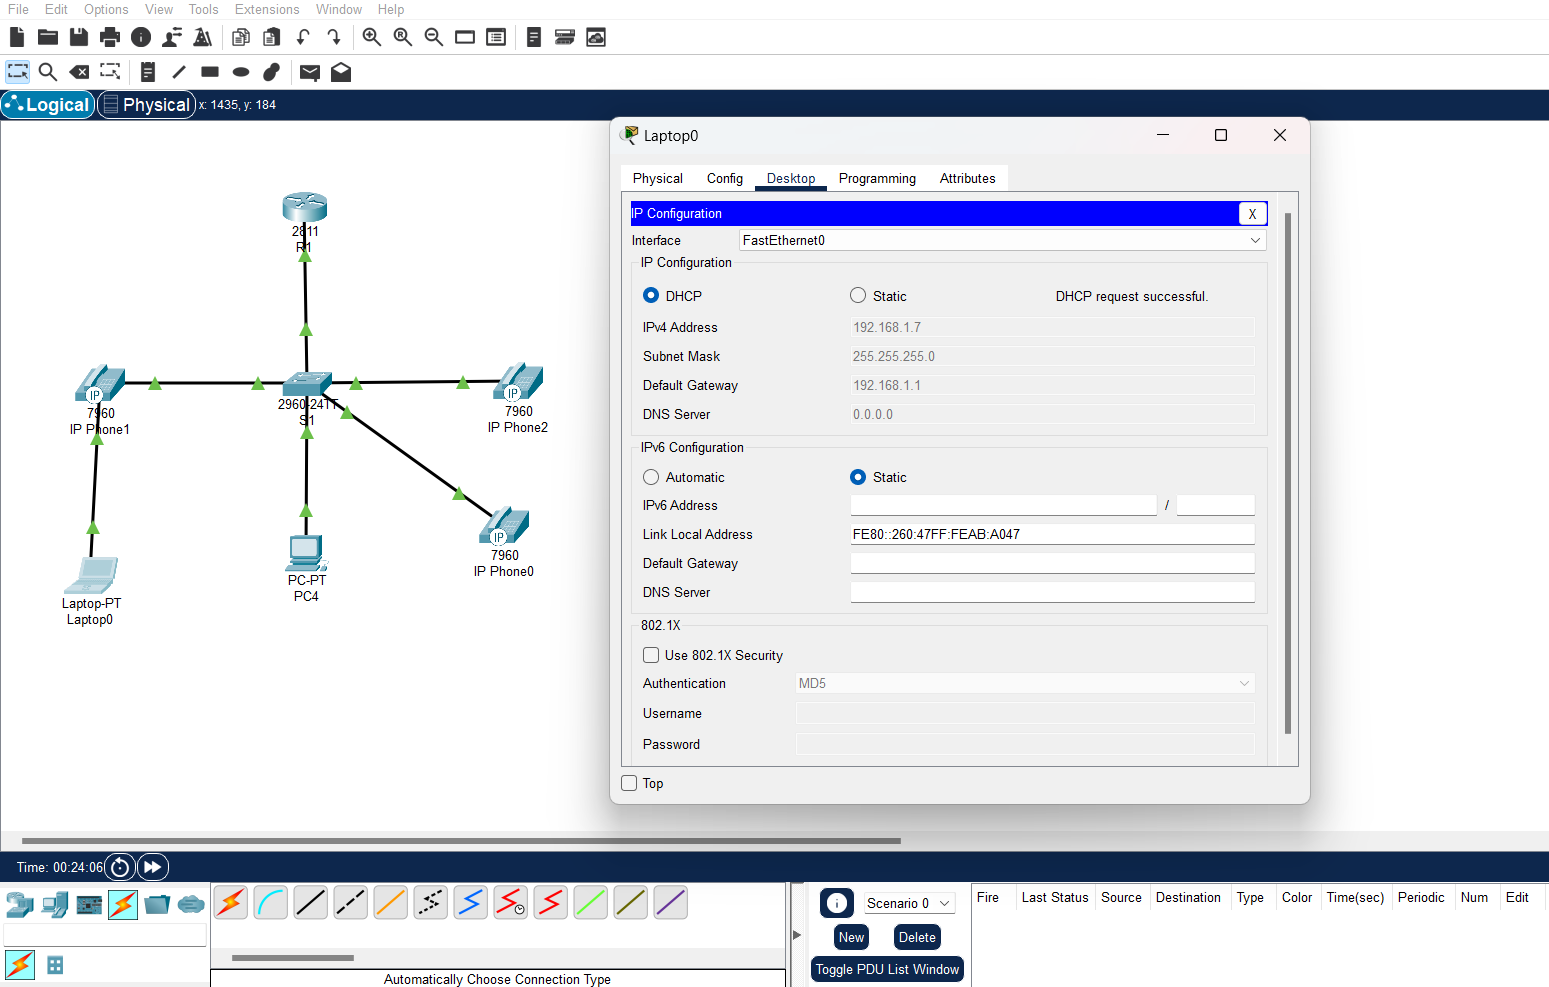 File Edit Options View Tools Extensions Window Help
Logical Physical x: 1435, y: 184
2811
R1
7960
IP Phone1
2960-24TT
S1
7960
IP Phone2
IP
IP
IP
7960
IP Phone0
PC-PT
PC4
Laptop-PT
Laptop0
Laptop0
Physical Config Desktop Programming Attributes
IP Configuration X
Interface FastEthernet0
IP Configuration
DHCP Static DHCP request successful.
IPv4 Address 192.168.1.7
Subnet Mask 255.255.255.0
Default Gateway 192.168.1.1
DNS Server 0.0.0.0
IPv6 Configuration
Automatic Static
IPv6 Address /
Link Local Address FE80::260:47FF:FEAB:A047
Default Gateway
DNS Server
802.1X
Use 802.1X Security
Authentication MD5
Username
Password
Top
Time: 00:24:06
Scenario 0
New Delete
Toggle PDU List Window
Fire Last Status Source Destination Type Color Time(sec) Periodic Num Edit
Automatically Choose Connection Type